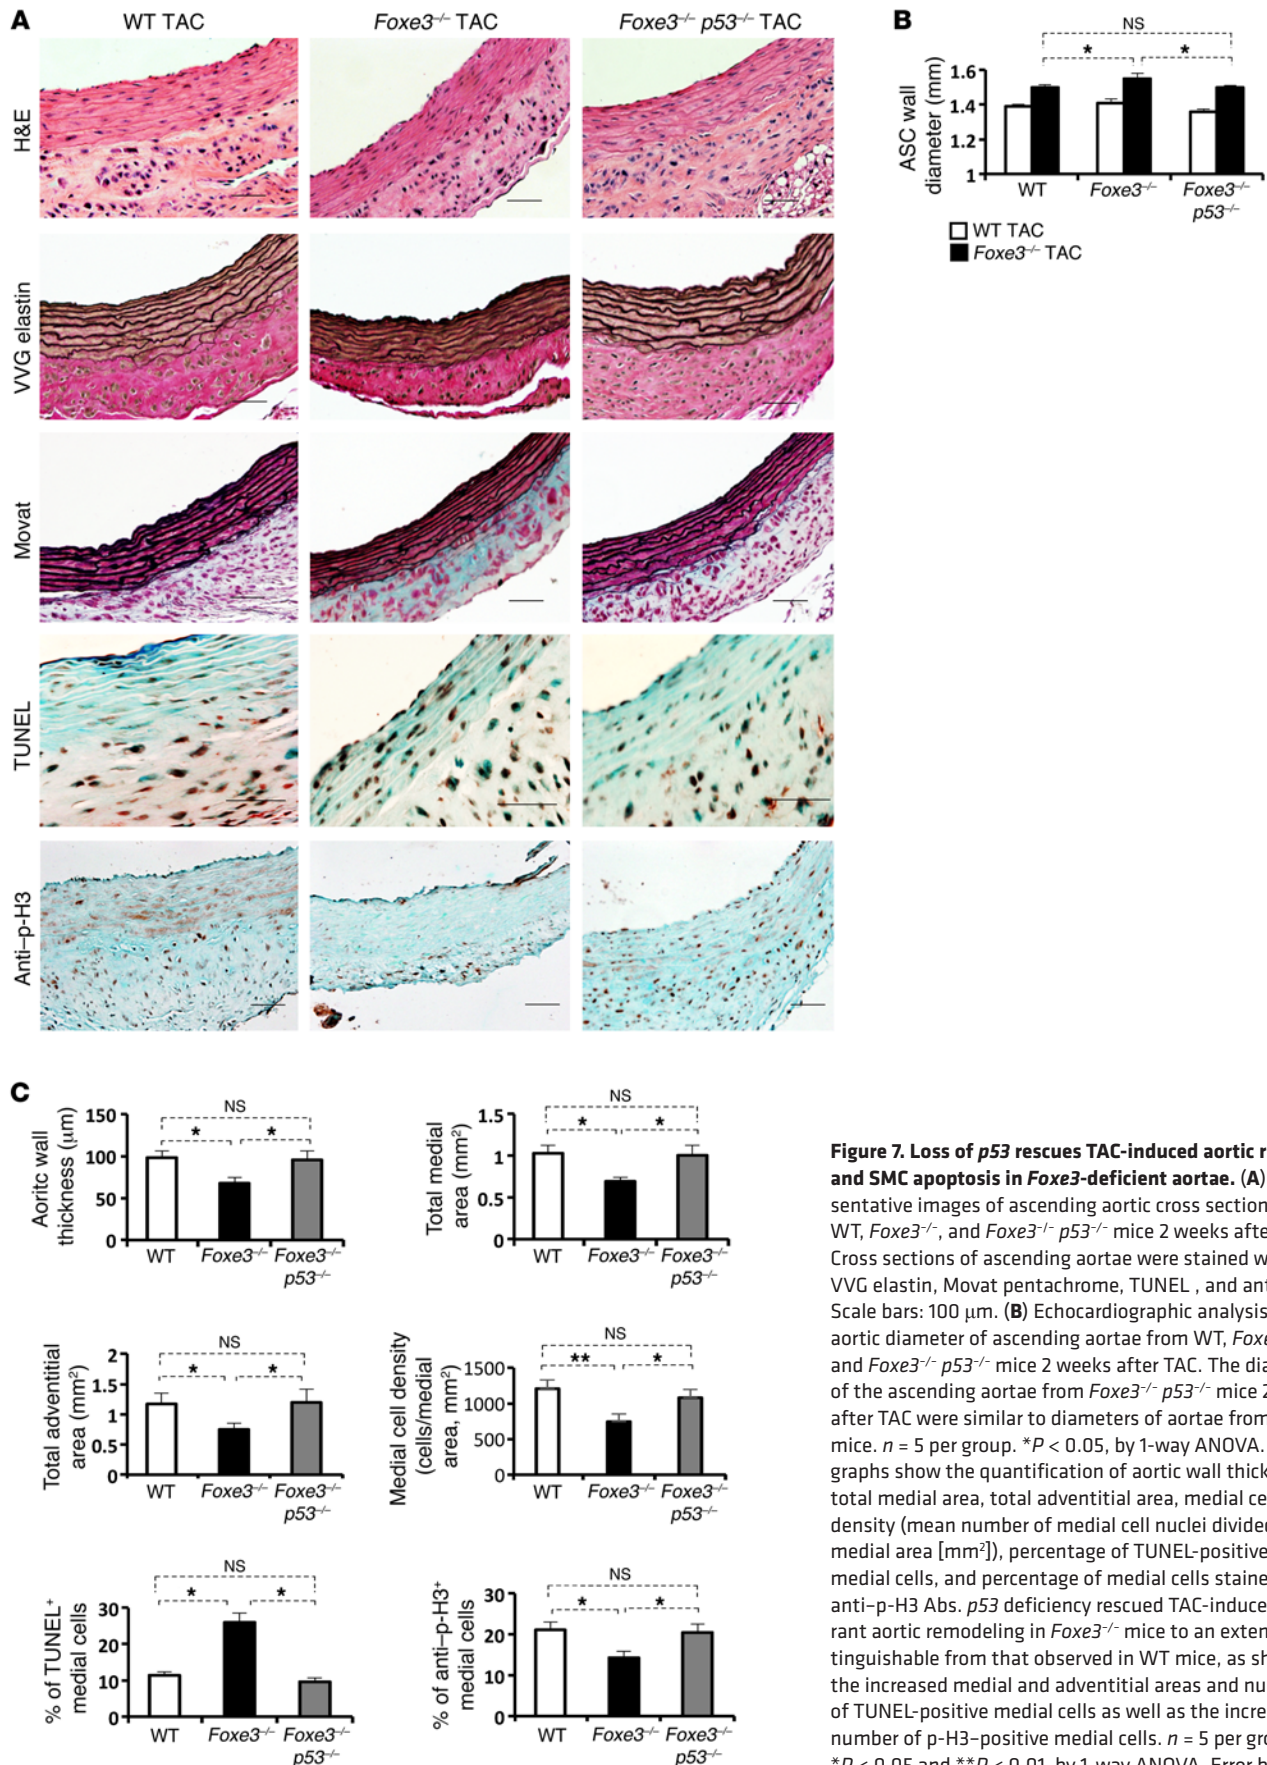 A
WT TAC
Foxe3–/– TAC
Foxe3–/– p53–/– TAC
H&E
VVG elastin
Movat
TUNEL
Anti–p-H3
B
NS
* *
ASC wall
diameter (mm)
1.6
1.4
1.2
1
WT
Foxe3–/–
Foxe3–/–
p53–/–
WT TAC
Foxe3–/– TAC
C
NS
* *
Aoritc wall
thickness (μm)
150
100
50
0
WT
Foxe3–/–
Foxe3–/–
p53–/–
NS
* *
Total medial
area (mm²)
1.5
1
0.5
0
WT
Foxe3–/–
Foxe3–/–
p53–/–
NS
* *
Total adventitial
area (mm²)
2
1.5
1
0.5
0
WT
Foxe3–/–
Foxe3–/–
p53–/–
NS
** *
Medial cell density
(cells/medial
area, mm²)
1500
1000
500
0
WT
Foxe3–/–
Foxe3–/–
p53–/–
NS
* *
% of TUNEL⁺
medial cells
30
20
10
0
WT
Foxe3–/–
Foxe3–/–
p53–/–
NS
* *
% of anti–p-H3⁺
medial cells
30
20
10
0
WT
Foxe3–/–
Foxe3–/–
p53–/–
Figure 7. Loss of p53 rescues TAC-induced aortic r
and SMC apoptosis in Foxe3-deficient aortae. (A)
sentative images of ascending aortic cross section
WT, Foxe3-/-, and Foxe3-/- p53-/- mice 2 weeks after
Cross sections of ascending aortae were stained w
VVG elastin, Movat pentachrome, TUNEL , and ant
Scale bars: 100 μm. (B) Echocardiographic analysis
aortic diameter of ascending aortae from WT, Foxe
and Foxe3-/- p53-/- mice 2 weeks after TAC. The dia
of the ascending aortae from Foxe3-/- p53-/- mice 2
after TAC were similar to diameters of aortae from
mice. n = 5 per group. *P < 0.05, by 1-way ANOVA.
graphs show the quantification of aortic wall thick
total medial area, total adventitial area, medial ce
density (mean number of medial cell nuclei divided
medial area [mm²]), percentage of TUNEL-positive
medial cells, and percentage of medial cells staine
anti–p-H3 Abs. p53 deficiency rescued TAC-induce
rant aortic remodeling in Foxe3-/- mice to an exten
tinguishable from that observed in WT mice, as sh
the increased medial and adventitial areas and nu
of TUNEL-positive medial cells as well as the incre
number of p-H3–positive medial cells. n = 5 per gro
*P < 0.05 and **P < 0.01, by 1-way ANOVA. Error b